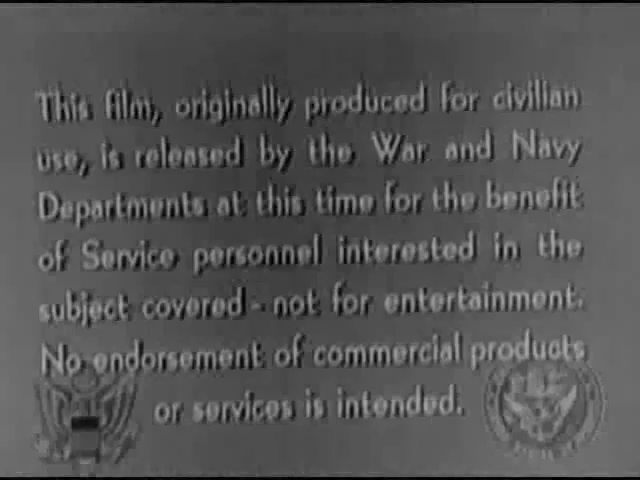 This film, originally produced for civilian
use, is released by the War and Navy
Departments at this time for the benefit
of Service personnel interested in the
subject covered - not for entertainment.
No endorsement of commercial products
or services is intended.